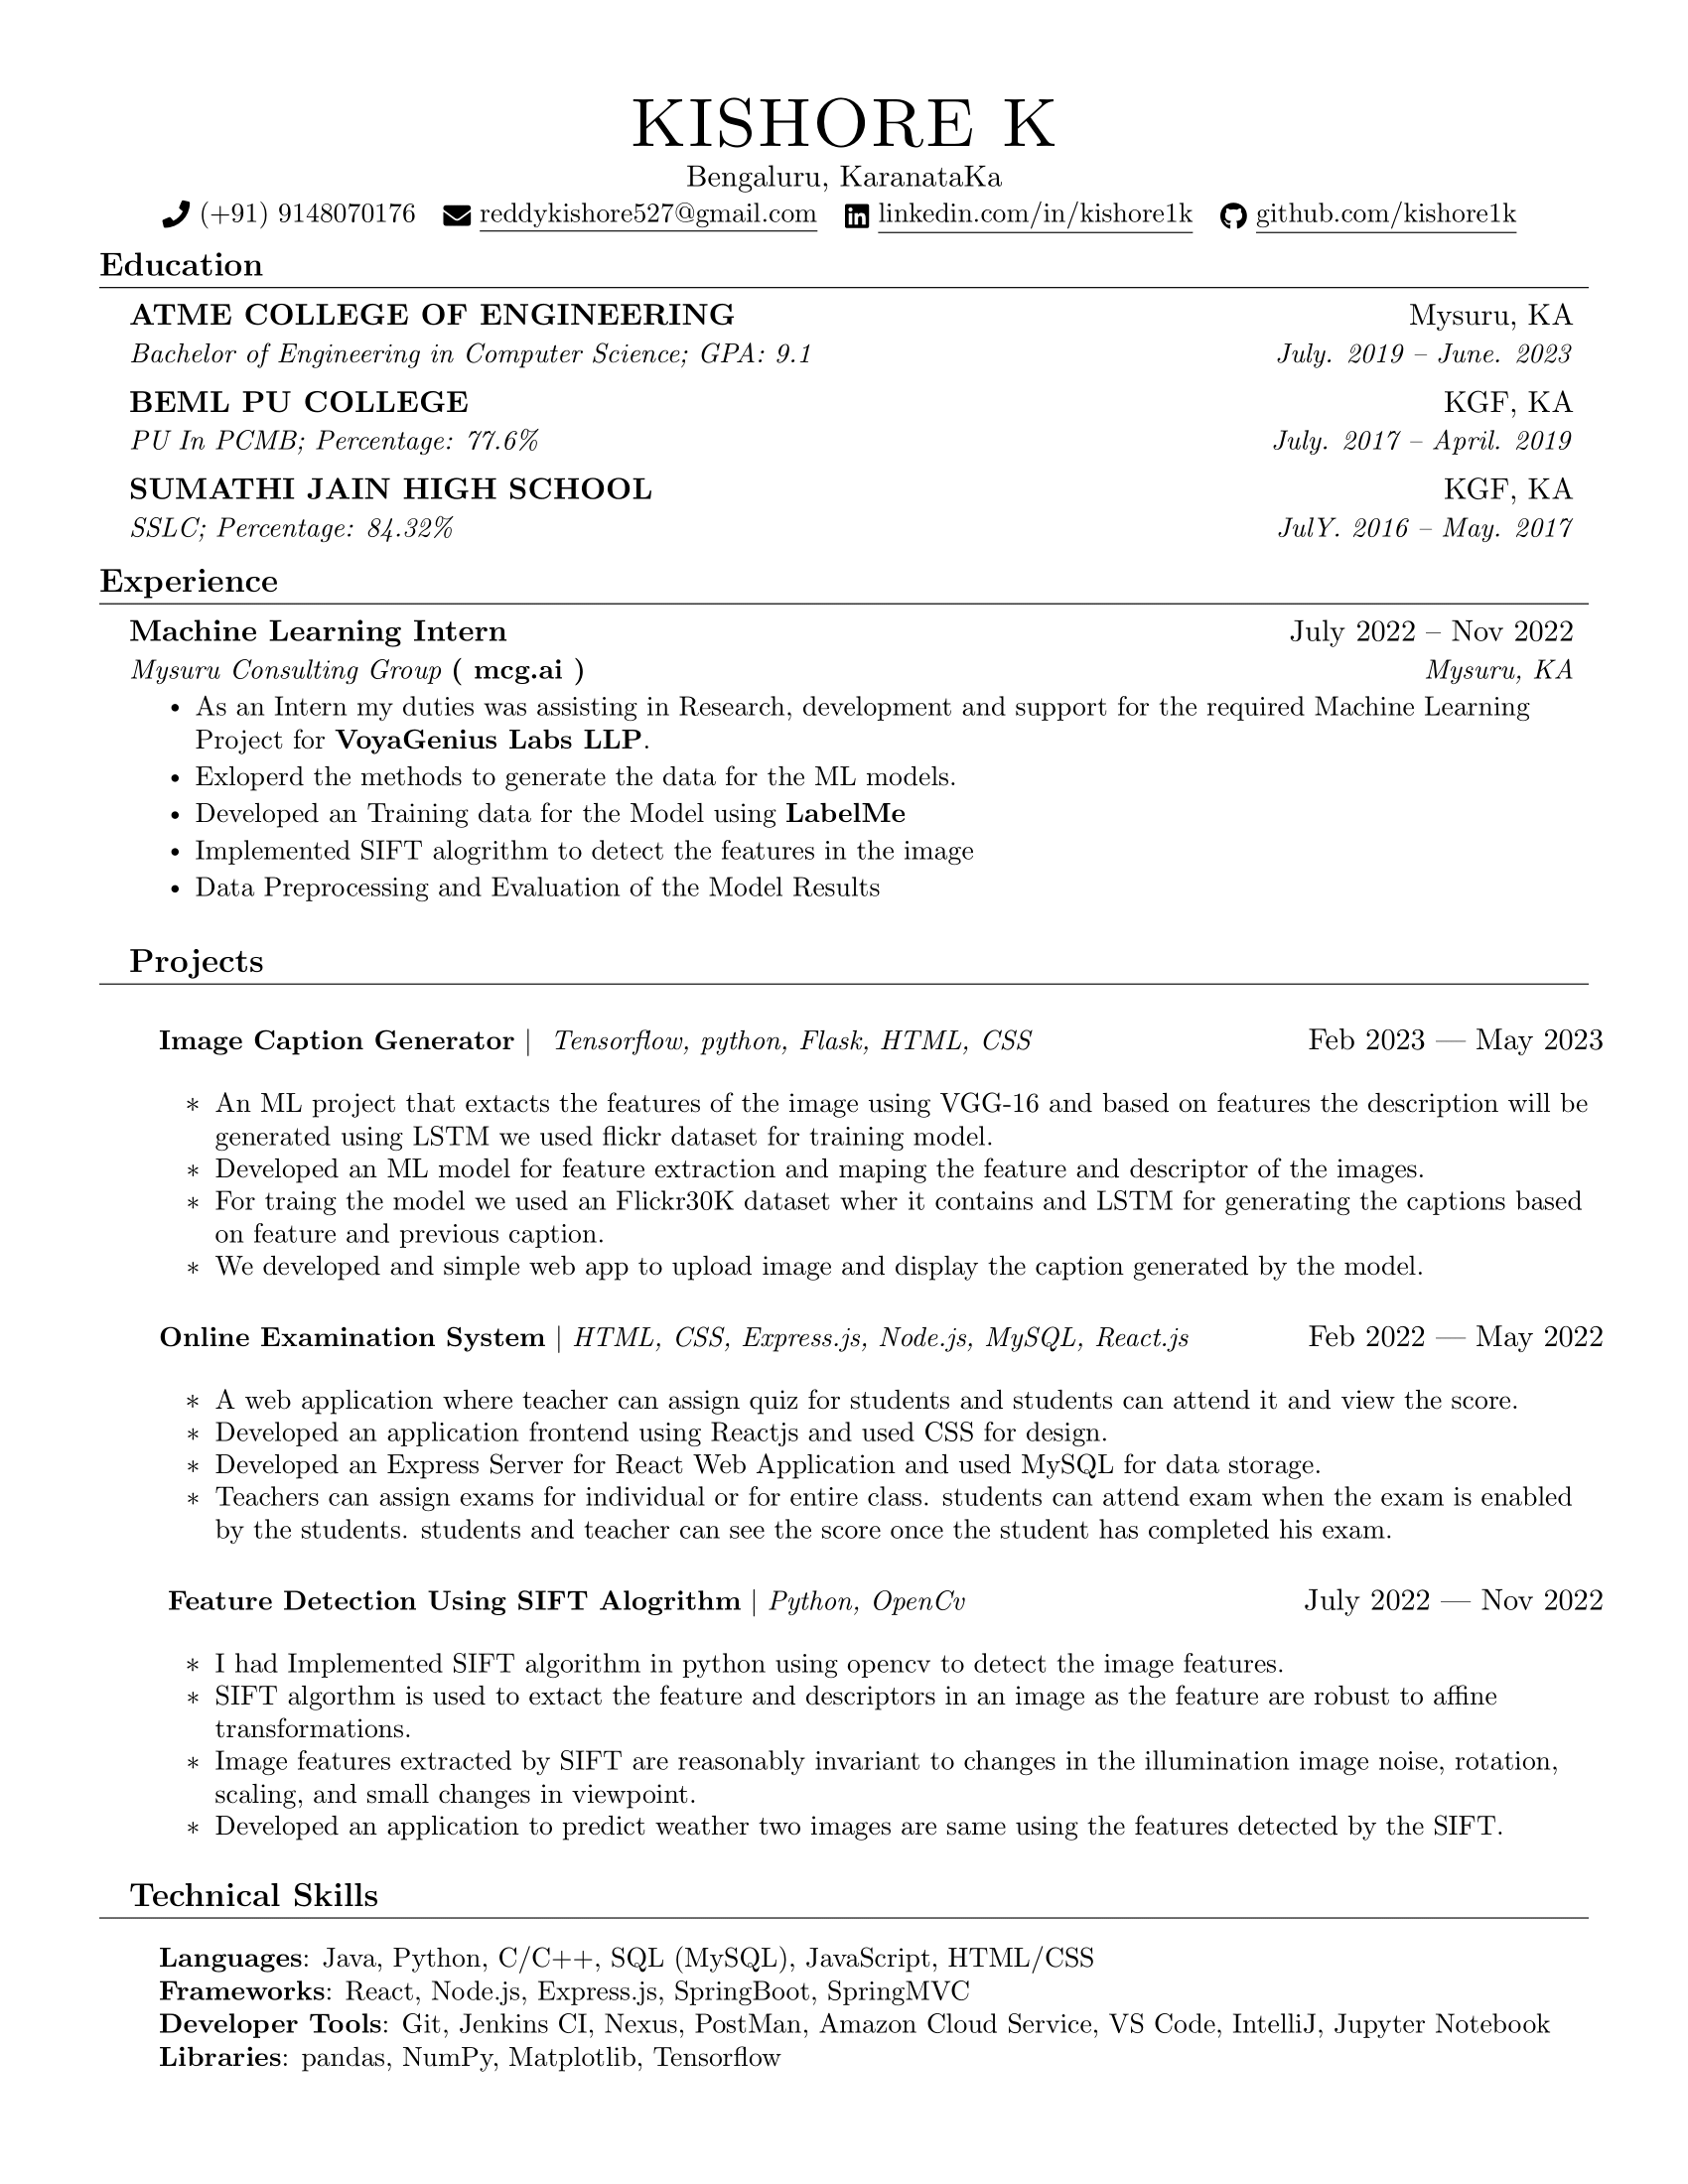 KISHORE K
Bengaluru, KaranataKa
(+91) 9148070176 reddykishore527@gmail.com linkedin.com/in/kishore1k github.com/kishore1k
Education
ATME COLLEGE OF ENGINEERING Mysuru, KA
Bachelor of Engineering in Computer Science; GPA: 9.1 July. 2019 – June. 2023
BEML PU COLLEGE KGF, KA
PU In PCMB; Percentage: 77.6% July. 2017 – April. 2019
SUMATHI JAIN HIGH SCHOOL KGF, KA
SSLC; Percentage: 84.32% JulY. 2016 – May. 2017
Experience
Machine Learning Intern July 2022 – Nov 2022
Mysuru Consulting Group ( mcg.ai ) Mysuru, KA
• As an Intern my duties was assisting in Research, development and support for the required Machine Learning
Project for VoyaGenius Labs LLP.
• Exloperd the methods to generate the data for the ML models.
• Developed an Training data for the Model using LabelMe
• Implemented SIFT alogrithm to detect the features in the image
• Data Preprocessing and Evaluation of the Model Results
Projects
Image Caption Generator | Tensorflow, python, Flask, HTML, CSS Feb 2023 — May 2023
∗ An ML project that extacts the features of the image using VGG-16 and based on features the description will be
generated using LSTM we used flickr dataset for training model.
∗ Developed an ML model for feature extraction and maping the feature and descriptor of the images.
∗ For traing the model we used an Flickr30K dataset wher it contains and LSTM for generating the captions based
on feature and previous caption.
∗ We developed and simple web app to upload image and display the caption generated by the model.
Online Examination System | HTML, CSS, Express.js, Node.js, MySQL, React.js Feb 2022 — May 2022
∗ A web application where teacher can assign quiz for students and students can attend it and view the score.
∗ Developed an application frontend using Reactjs and used CSS for design.
∗ Developed an Express Server for React Web Application and used MySQL for data storage.
∗ Teachers can assign exams for individual or for entire class. students can attend exam when the exam is enabled
by the students. students and teacher can see the score once the student has completed his exam.
Feature Detection Using SIFT Alogrithm | Python, OpenCv July 2022 — Nov 2022
∗ I had Implemented SIFT algorithm in python using opencv to detect the image features.
∗ SIFT algorthm is used to extact the feature and descriptors in an image as the feature are robust to affine
transformations.
∗ Image features extracted by SIFT are reasonably invariant to changes in the illumination image noise, rotation,
scaling, and small changes in viewpoint.
∗ Developed an application to predict weather two images are same using the features detected by the SIFT.
Technical Skills
Languages: Java, Python, C/C++, SQL (MySQL), JavaScript, HTML/CSS
Frameworks: React, Node.js, Express.js, SpringBoot, SpringMVC
Developer Tools: Git, Jenkins CI, Nexus, PostMan, Amazon Cloud Service, VS Code, IntelliJ, Jupyter Notebook
Libraries: pandas, NumPy, Matplotlib, Tensorflow